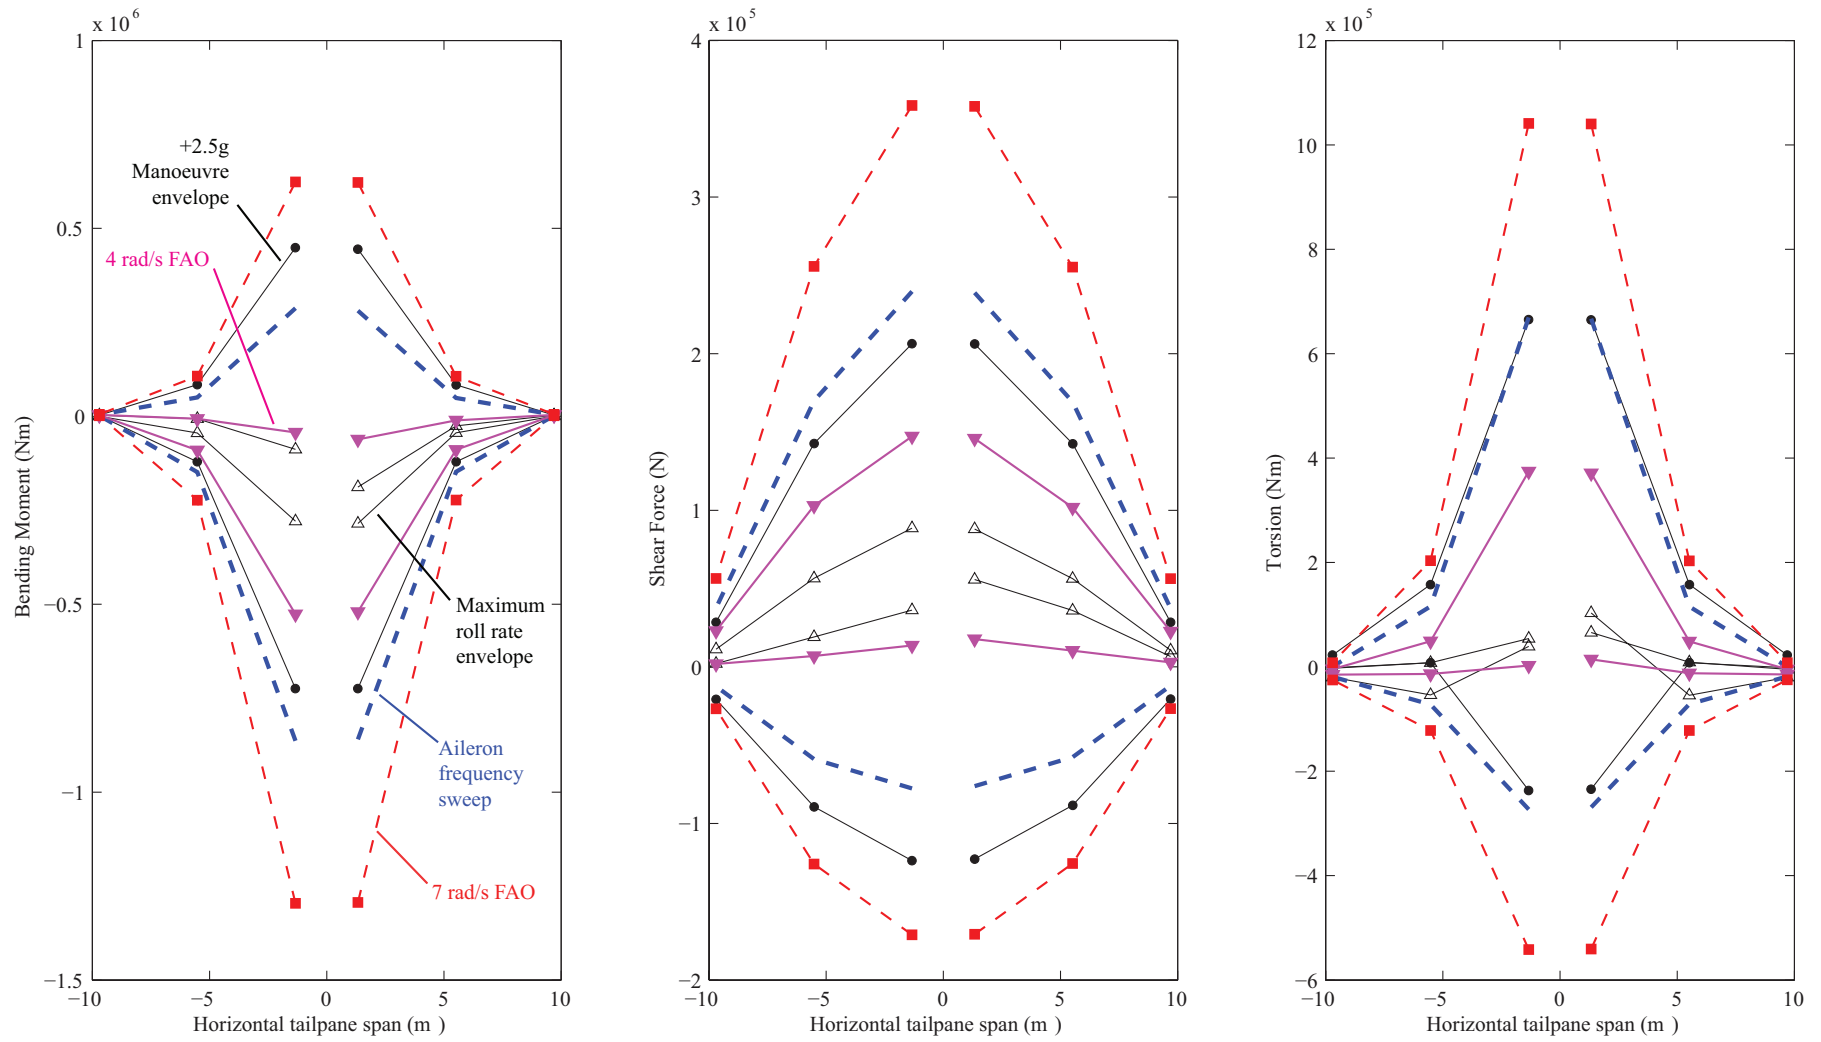 x 10 6
1
0.5
0
−0.5
−1
−1.5
−10
−5
0
5
10
Bending Moment (Nm)
Horizontal tailpane span (m )
+2.5g
Manoeuvre
envelope
4 rad/s FAO
Maximum
roll rate
envelope
Aileron
frequency
sweep
7 rad/s FAO
x 10 5
4
3
2
1
0
−1
−2
−10
−5
0
5
10
Shear Force (N)
Horizontal tailpane span (m )
x 10 5
12
10
8
6
4
2
0
−2
−4
−6
−10
−5
0
5
10
Torsion (Nm)
Horizontal tailpane span (m )